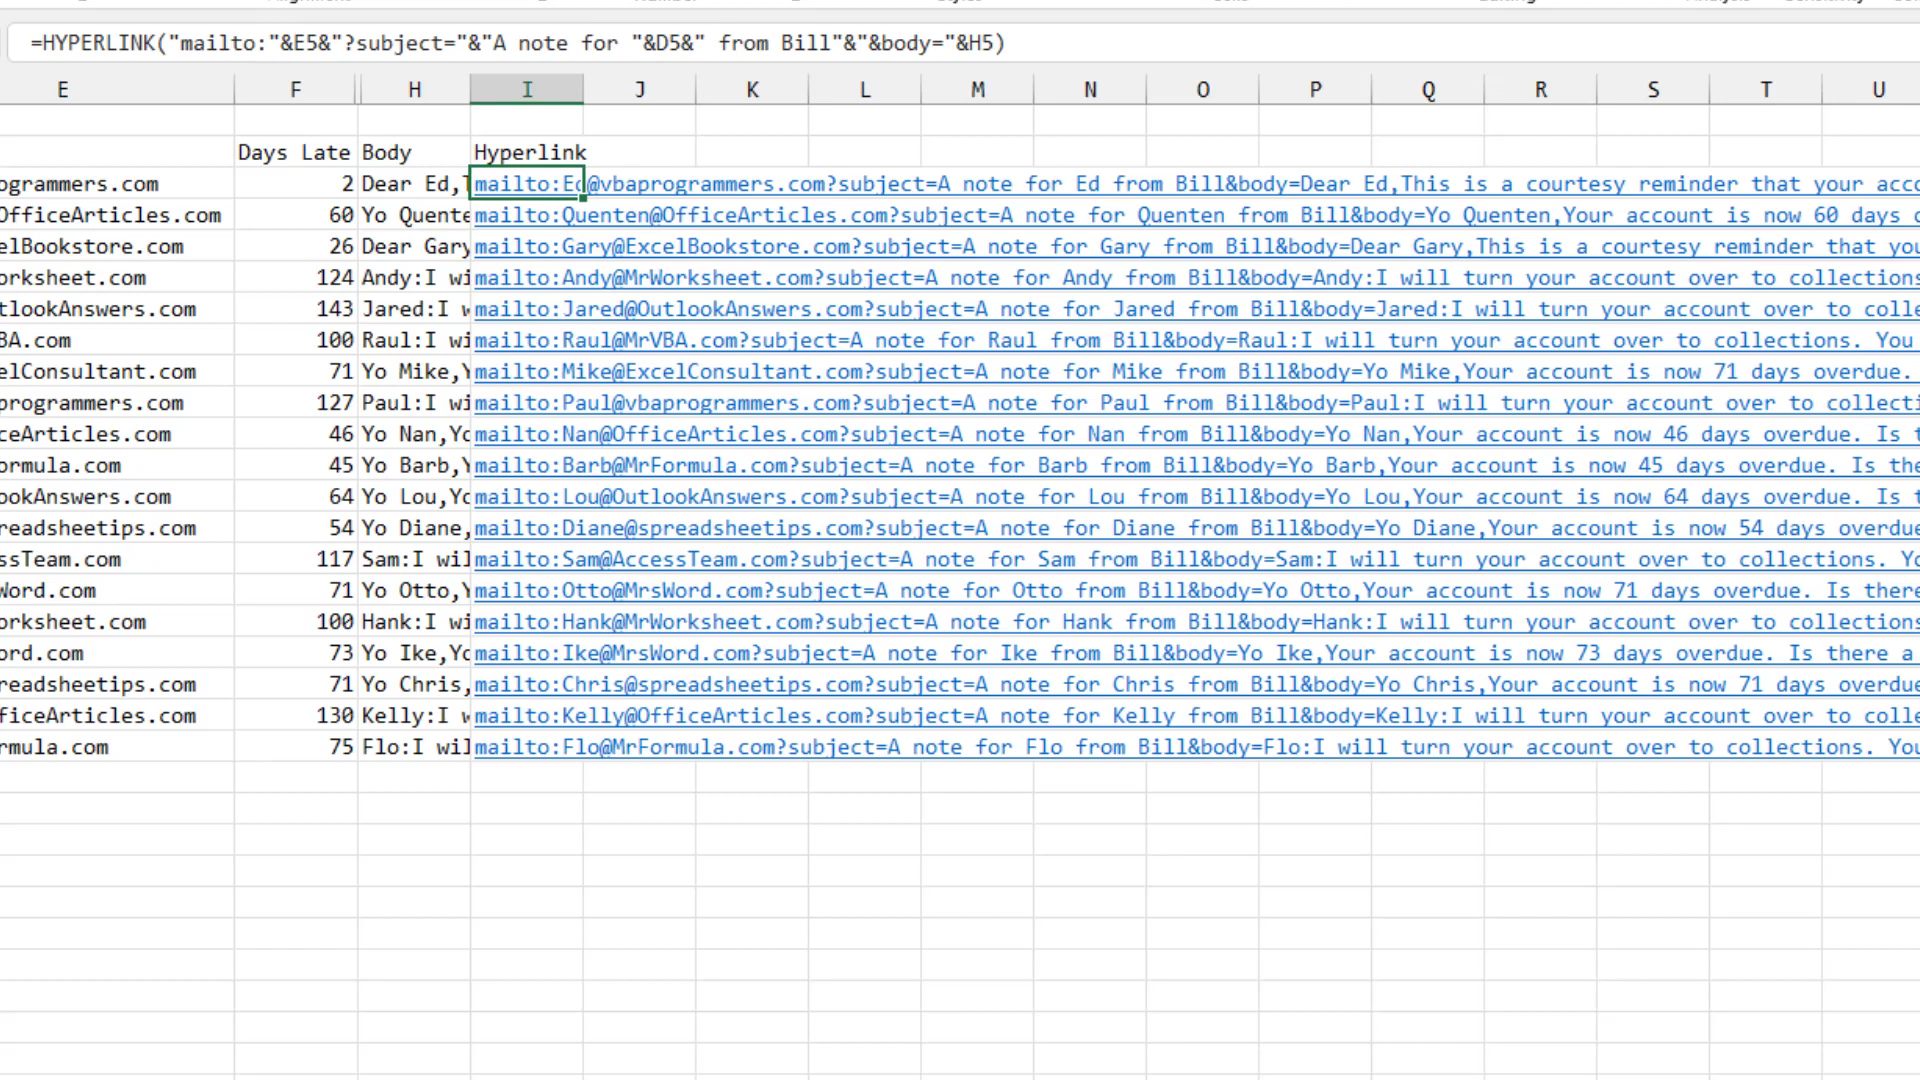 =HYPERLINK("mailto:"&E5&"?subject="&"A note for "&D5&" from Bill"&"&body="&H5)
E F H I J K L M N O P Q R S T U
Days Late Body Hyperlink
ogrammers.com 2 Dear Ed, mailto:Ed@vbaprogrammers.com?subject=A note for Ed from Bill&body=Dear Ed,This is a courtesy reminder that your acc
OfficeArticles.com 60 Yo Quente mailto:Quenten@OfficeArticles.com?subject=A note for Quenten from Bill&body=Yo Quenten,Your account is now 60 days
elBookstore.com 26 Dear Gary mailto:Gary@ExcelBookstore.com?subject=A note for Gary from Bill&body=Dear Gary,This is a courtesy reminder that you
orksheet.com 124 Andy:I wi mailto:Andy@MrWorksheet.com?subject=A note for Andy from Bill&body=Andy:I will turn your account over to collections
tlookAnswers.com 143 Jared:I w mailto:Jared@OutlookAnswers.com?subject=A note for Jared from Bill&body=Jared:I will turn your account over to colle
BA.com 100 Raul:I wi mailto:Raul@MrVBA.com?subject=A note for Raul from Bill&body=Raul:I will turn your account over to collections. You
elConsultant.com 71 Yo Mike,Y mailto:Mike@ExcelConsultant.com?subject=A note for Mike from Bill&body=Yo Mike,Your account is now 71 days overdue.
programmers.com 127 Paul:I wi mailto:Paul@vbaprogrammers.com?subject=A note for Paul from Bill&body=Paul:I will turn your account over to collecti
ceArticles.com 46 Yo Nan,Yo mailto:Nan@OfficeArticles.com?subject=A note for Nan from Bill&body=Yo Nan,Your account is now 46 days overdue. Is t
ormula.com 45 Yo Barb,Y mailto:Barb@MrFormula.com?subject=A note for Barb from Bill&body=Yo Barb,Your account is now 45 days overdue. Is the
ookAnswers.com 64 Yo Lou,Yo mailto:Lou@OutlookAnswers.com?subject=A note for Lou from Bill&body=Yo Lou,Your account is now 64 days overdue. Is t
readsheetips.com 54 Yo Diane, mailto:Diane@spreadsheetips.com?subject=A note for Diane from Bill&body=Yo Diane,Your account is now 54 days overdue
ssTeam.com 117 Sam:I wil mailto:Sam@AccessTeam.com?subject=A note for Sam from Bill&body=Sam:I will turn your account over to collections. Yo
Word.com 71 Yo Otto,Y mailto:Otto@MrsWord.com?subject=A note for Otto from Bill&body=Yo Otto,Your account is now 71 days overdue. Is there
orksheet.com 100 Hank:I wi mailto:Hank@MrWorksheet.com?subject=A note for Hank from Bill&body=Hank:I will turn your account over to collections
ord.com 73 Yo Ike,Yo mailto:Ike@MrsWord.com?subject=A note for Ike from Bill&body=Yo Ike,Your account is now 73 days overdue. Is there a
readsheetips.com 71 Yo Chris, mailto:Chris@spreadsheetips.com?subject=A note for Chris from Bill&body=Yo Chris,Your account is now 71 days overdue
ficeArticles.com 130 Kelly:I w mailto:Kelly@OfficeArticles.com?subject=A note for Kelly from Bill&body=Kelly:I will turn your account over to colle
rmula.com 75 Flo:I wil mailto:Flo@MrFormula.com?subject=A note for Flo from Bill&body=Flo:I will turn your account over to collections. You